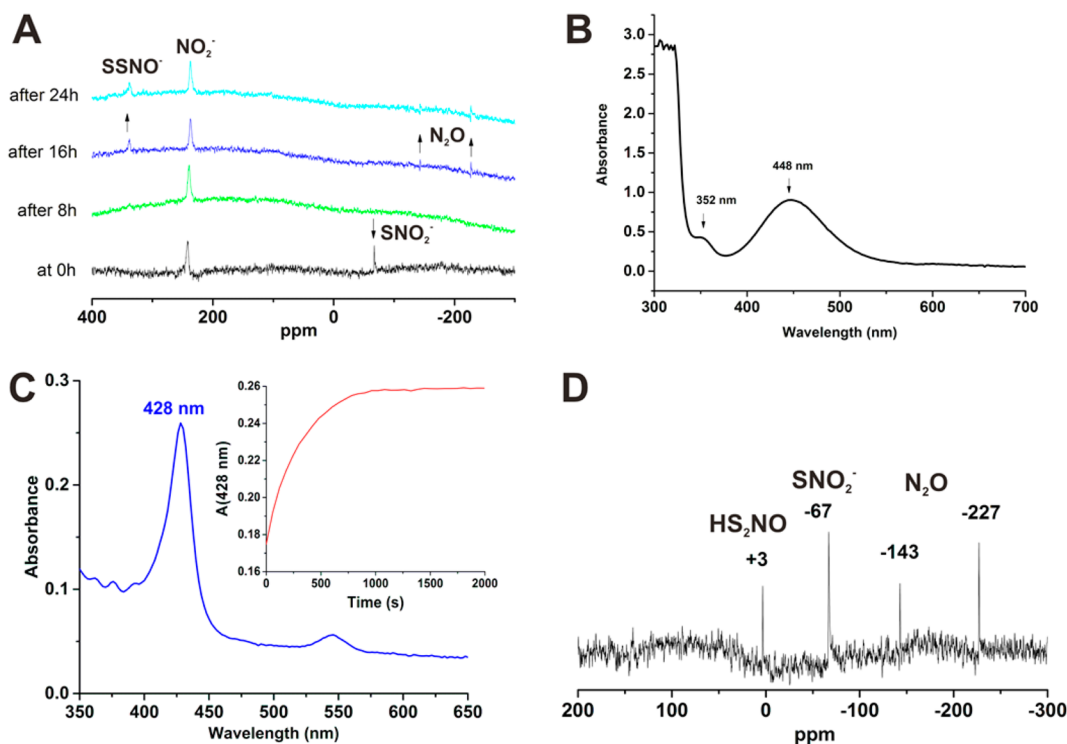 A
SSNO⁻
NO₂⁻
after 24h
after 16h
N₂O
after 8h
SNO₂⁻
at 0h
400 200 0 -200
ppm
B
3.0
2.5
2.0
1.5
1.0
0.5
0.0
Absorbance
352 nm
448 nm
300 400 500 600 700
Wavelength (nm)
C
0.3
0.2
0.1
0.0
Absorbance
428 nm
350 400 450 500 550 600 650
Wavelength (nm)
0.26
0.24
0.22
0.20
0.18
0.16
A(428 nm)
0 500 1000 1500 2000
Time (s)
D
HS₂NO
+3
SNO₂⁻
-67
N₂O
-143
-227
200 100 0 -100 -200 -300
ppm